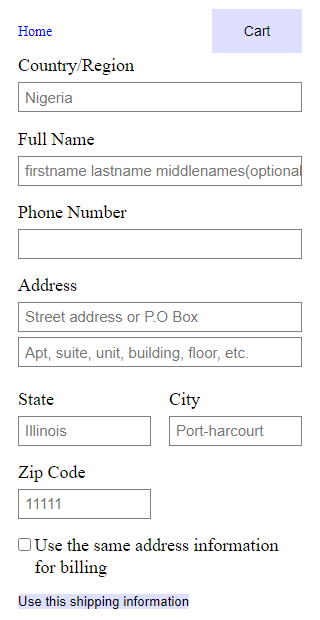 Home
Cart
Country/Region
Nigeria
Full Name
firstname lastname middlenames(optional
Phone Number
Address
Street address or P.O Box
Apt, suite, unit, building, floor, etc.
State
City
Illinois
Port-harcourt
Zip Code
11111
Use the same address information
for billing
Use this shipping information